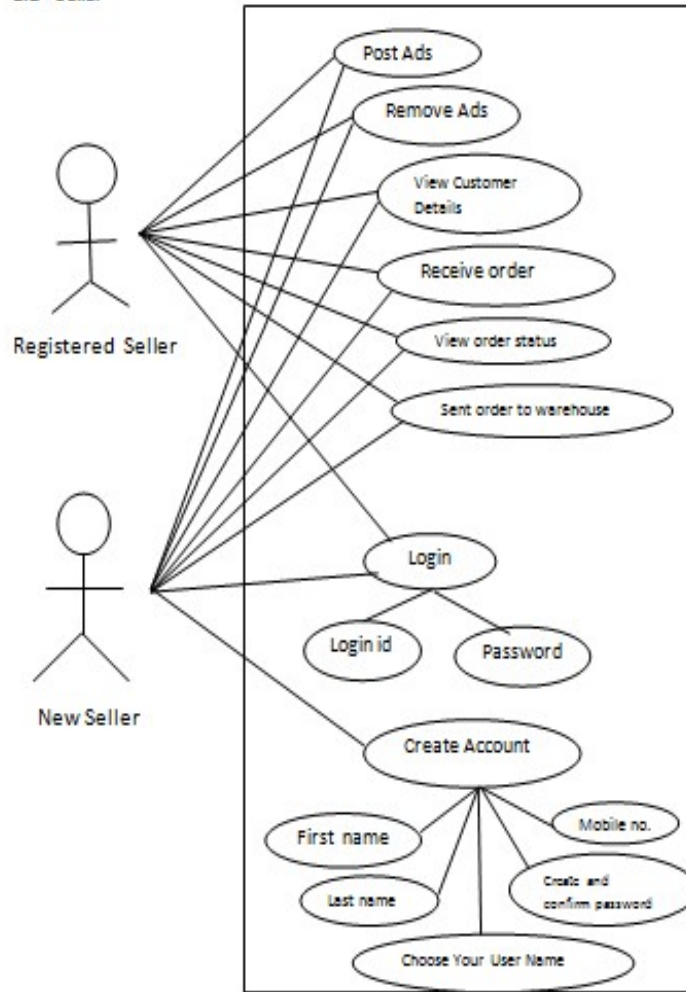 Post Ads
Remove Ads
View Customer
Details
Receive order
Registered Seller
View order status
Sent order to warehouse
Login
Login id
Password
New Seller
Create Account
First name
Mobile no.
Last name
Create and
confirm password
Choose Your User Name